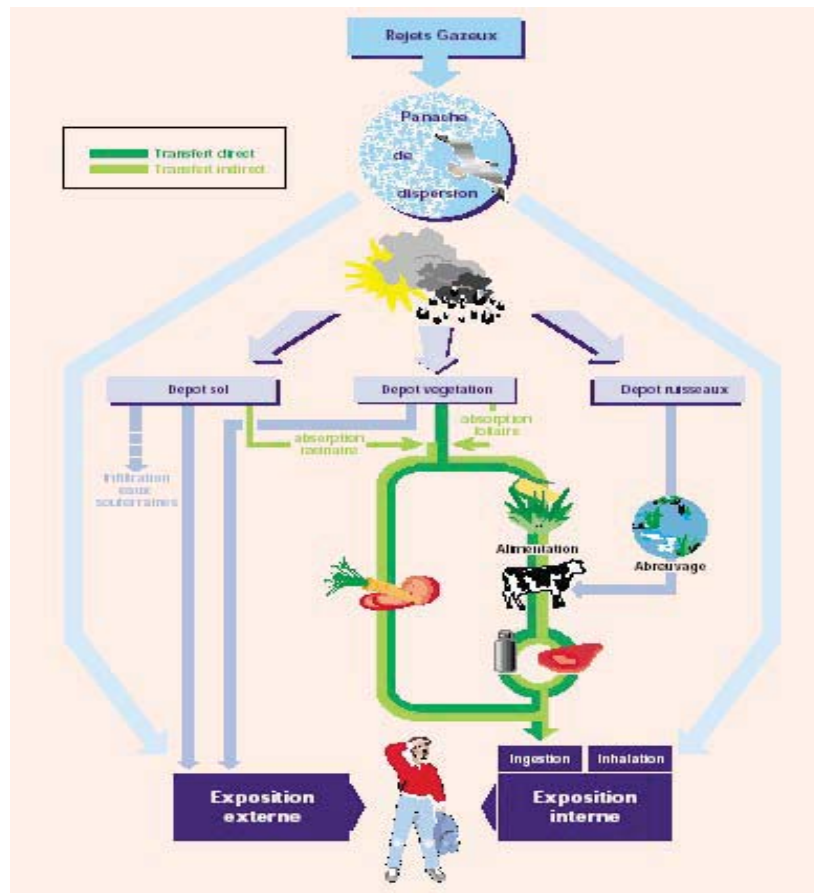 Rejets Gazeux
Panache
de
dispersion
Transfert direct
Transfert indirect
Depot sol
Depot vegetation
Depot ruisseaux
absorption
foliaire
absorption
racinaire
Infiltration
eaux
souterraines
Alimentation
Abreuvage
Ingestion
Inhalation
Exposition
externe
Exposition
interne